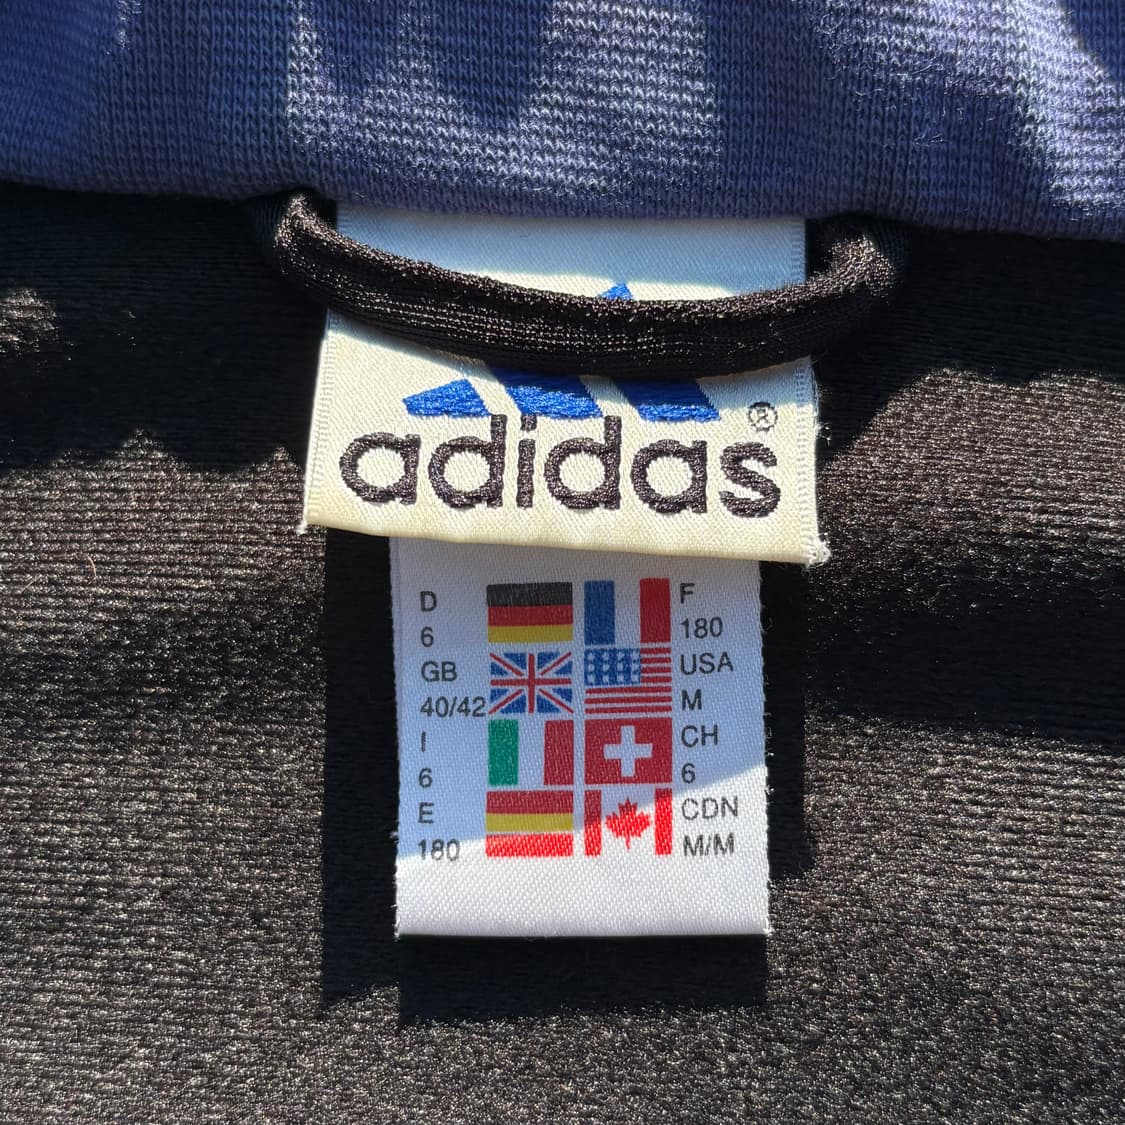 adidas®
D
6
GB
40/42
I
6
E
180
F
180
USA
M
CH
6
CDN
M/M